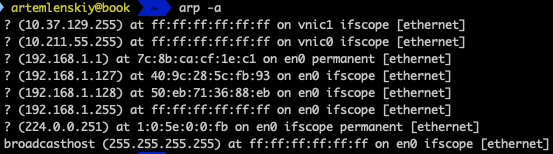 artemlenskiy@book ~ arp -a
? (10.37.129.255) at ff:ff:ff:ff:ff:ff on vnic1 ifscope [ethernet]
? (10.211.55.255) at ff:ff:ff:ff:ff:ff on vnic0 ifscope [ethernet]
? (192.168.1.1) at 7c:8b:ca:cf:1e:c1 on en0 permanent [ethernet]
? (192.168.1.127) at 40:9c:28:5c:fb:93 on en0 ifscope [ethernet]
? (192.168.1.128) at 50:eb:71:36:88:eb on en0 ifscope [ethernet]
? (192.168.1.255) at ff:ff:ff:ff:ff:ff on en0 ifscope [ethernet]
? (224.0.0.251) at 1:0:5e:0:0:fb on en0 ifscope permanent [ethernet]
broadcasthost (255.255.255.255) at ff:ff:ff:ff:ff:ff on en0 ifscope [ethernet]